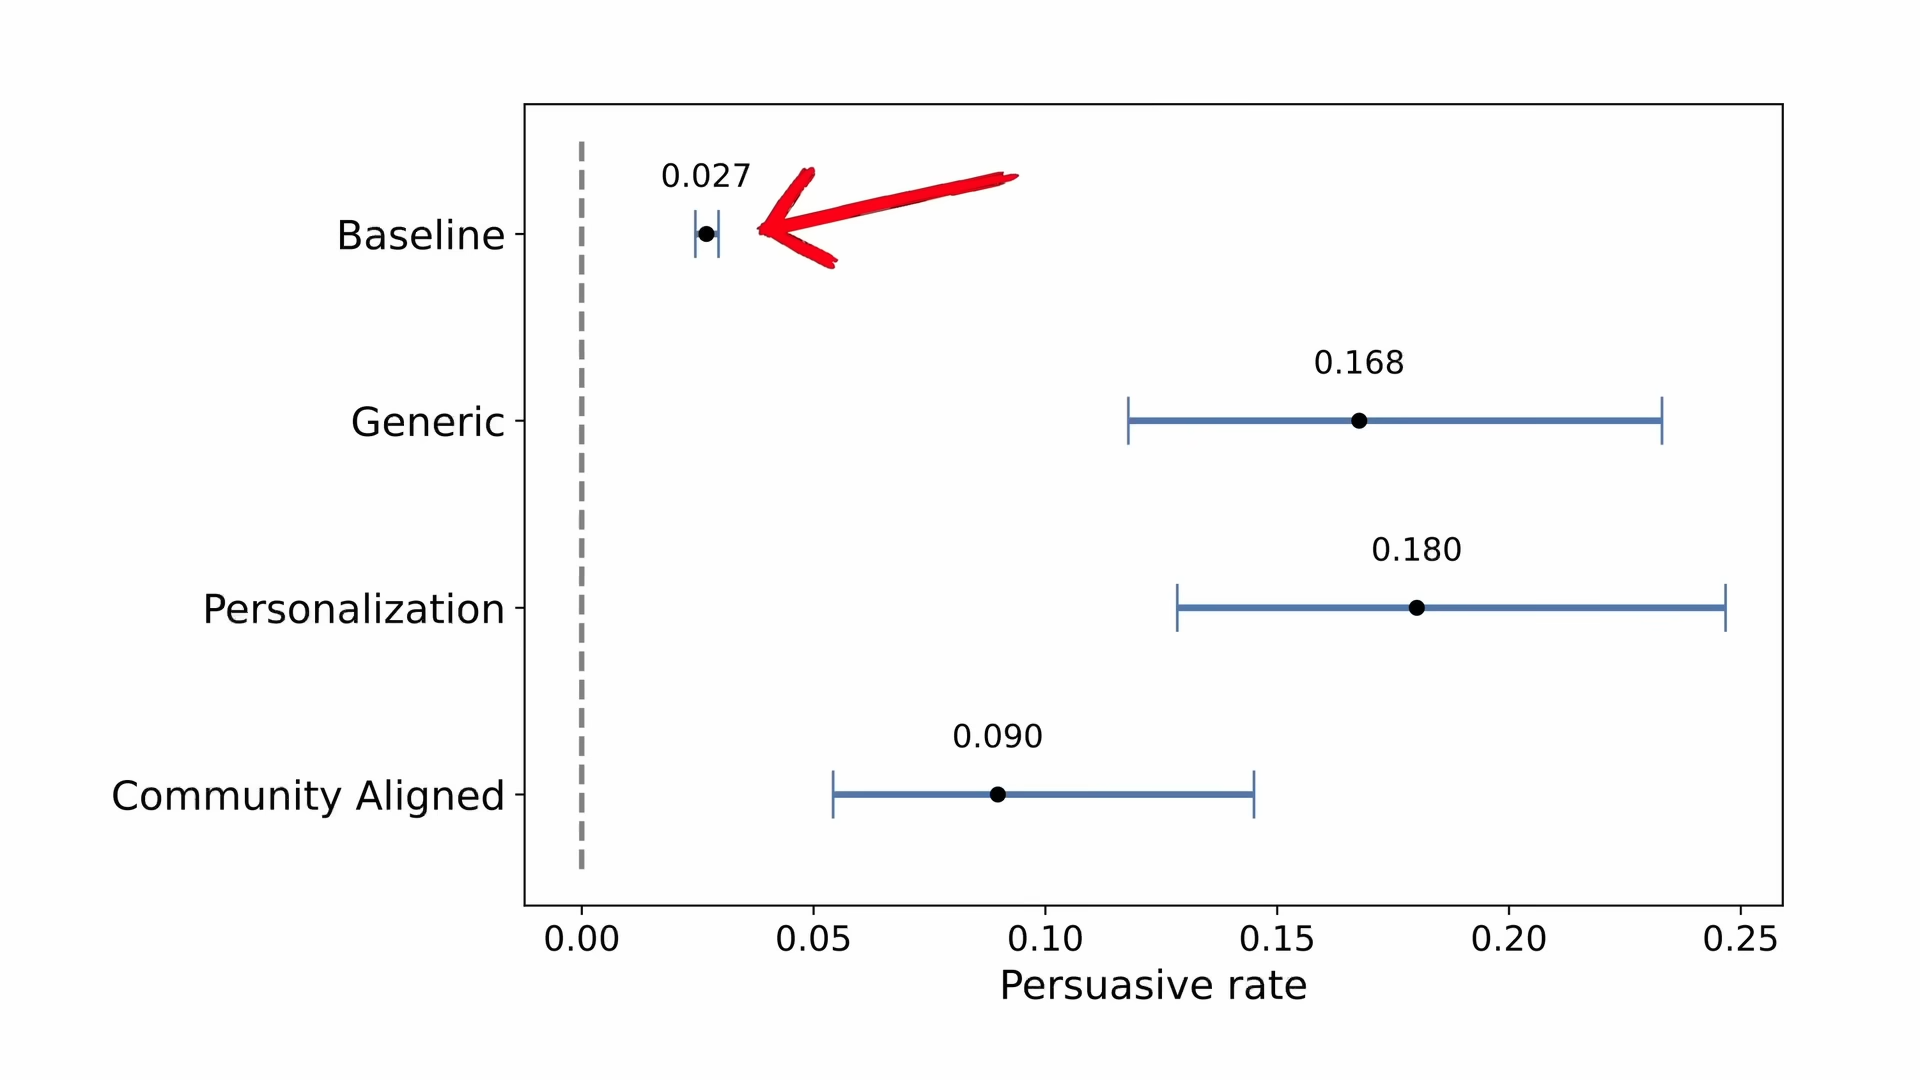 0.027
Baseline
0.168
Generic
0.180
Personalization
0.090
Community Aligned
0.00 0.05 0.10 0.15 0.20 0.25
Persuasive rate